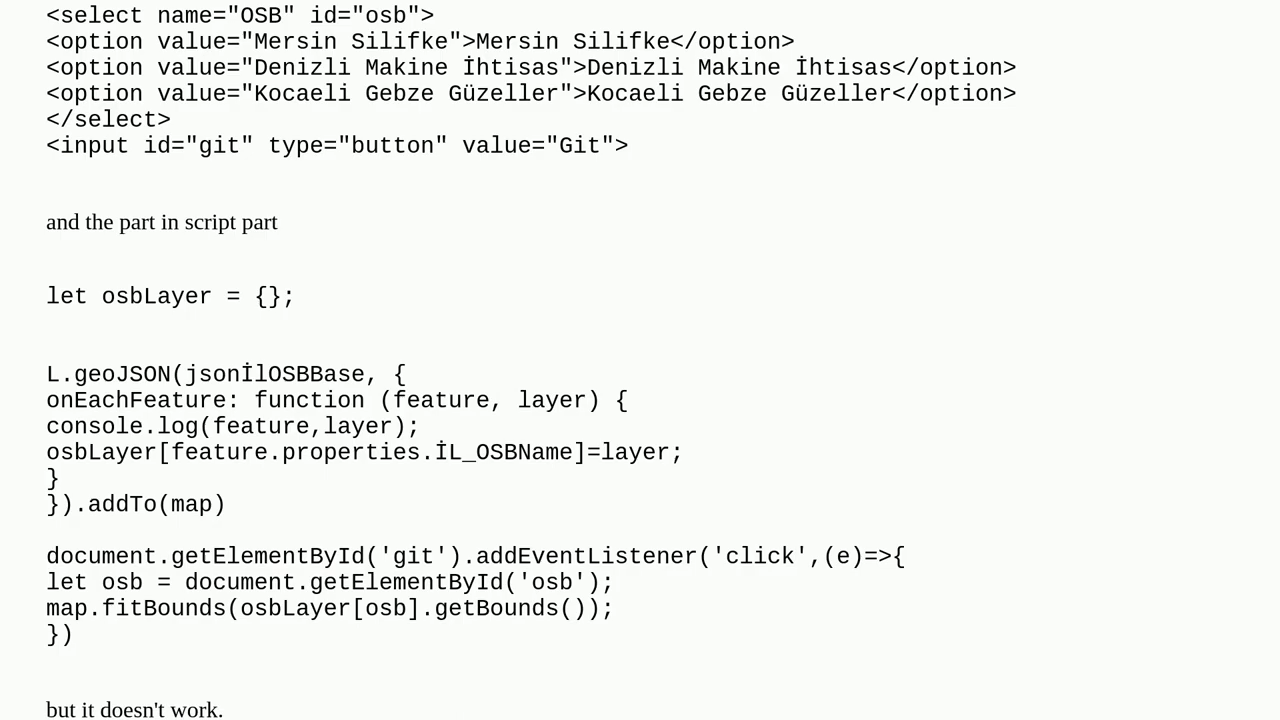 <select name="OSB" id="osb">
<option value="Mersin Silifke">Mersin Silifke</option>
<option value="Denizli Makine İhtisas">Denizli Makine İhtisas</option>
<option value="Kocaeli Gebze Güzeller">Kocaeli Gebze Güzeller</option>
</select>
<input id="git" type="button" value="Git">
and the part in script part
let osbLayer = {};
L.geoJSON(jsonİlOSBBase, {
onEachFeature: function (feature, layer) {
console.log(feature,layer);
osbLayer[feature.properties.İL_OSBName]=layer;
}
}).addTo(map)
document.getElementById('git').addEventListener('click',(e)=>{
let osb = document.getElementById('osb');
map.fitBounds(osbLayer[osb].getBounds());
})
but it doesn't work.